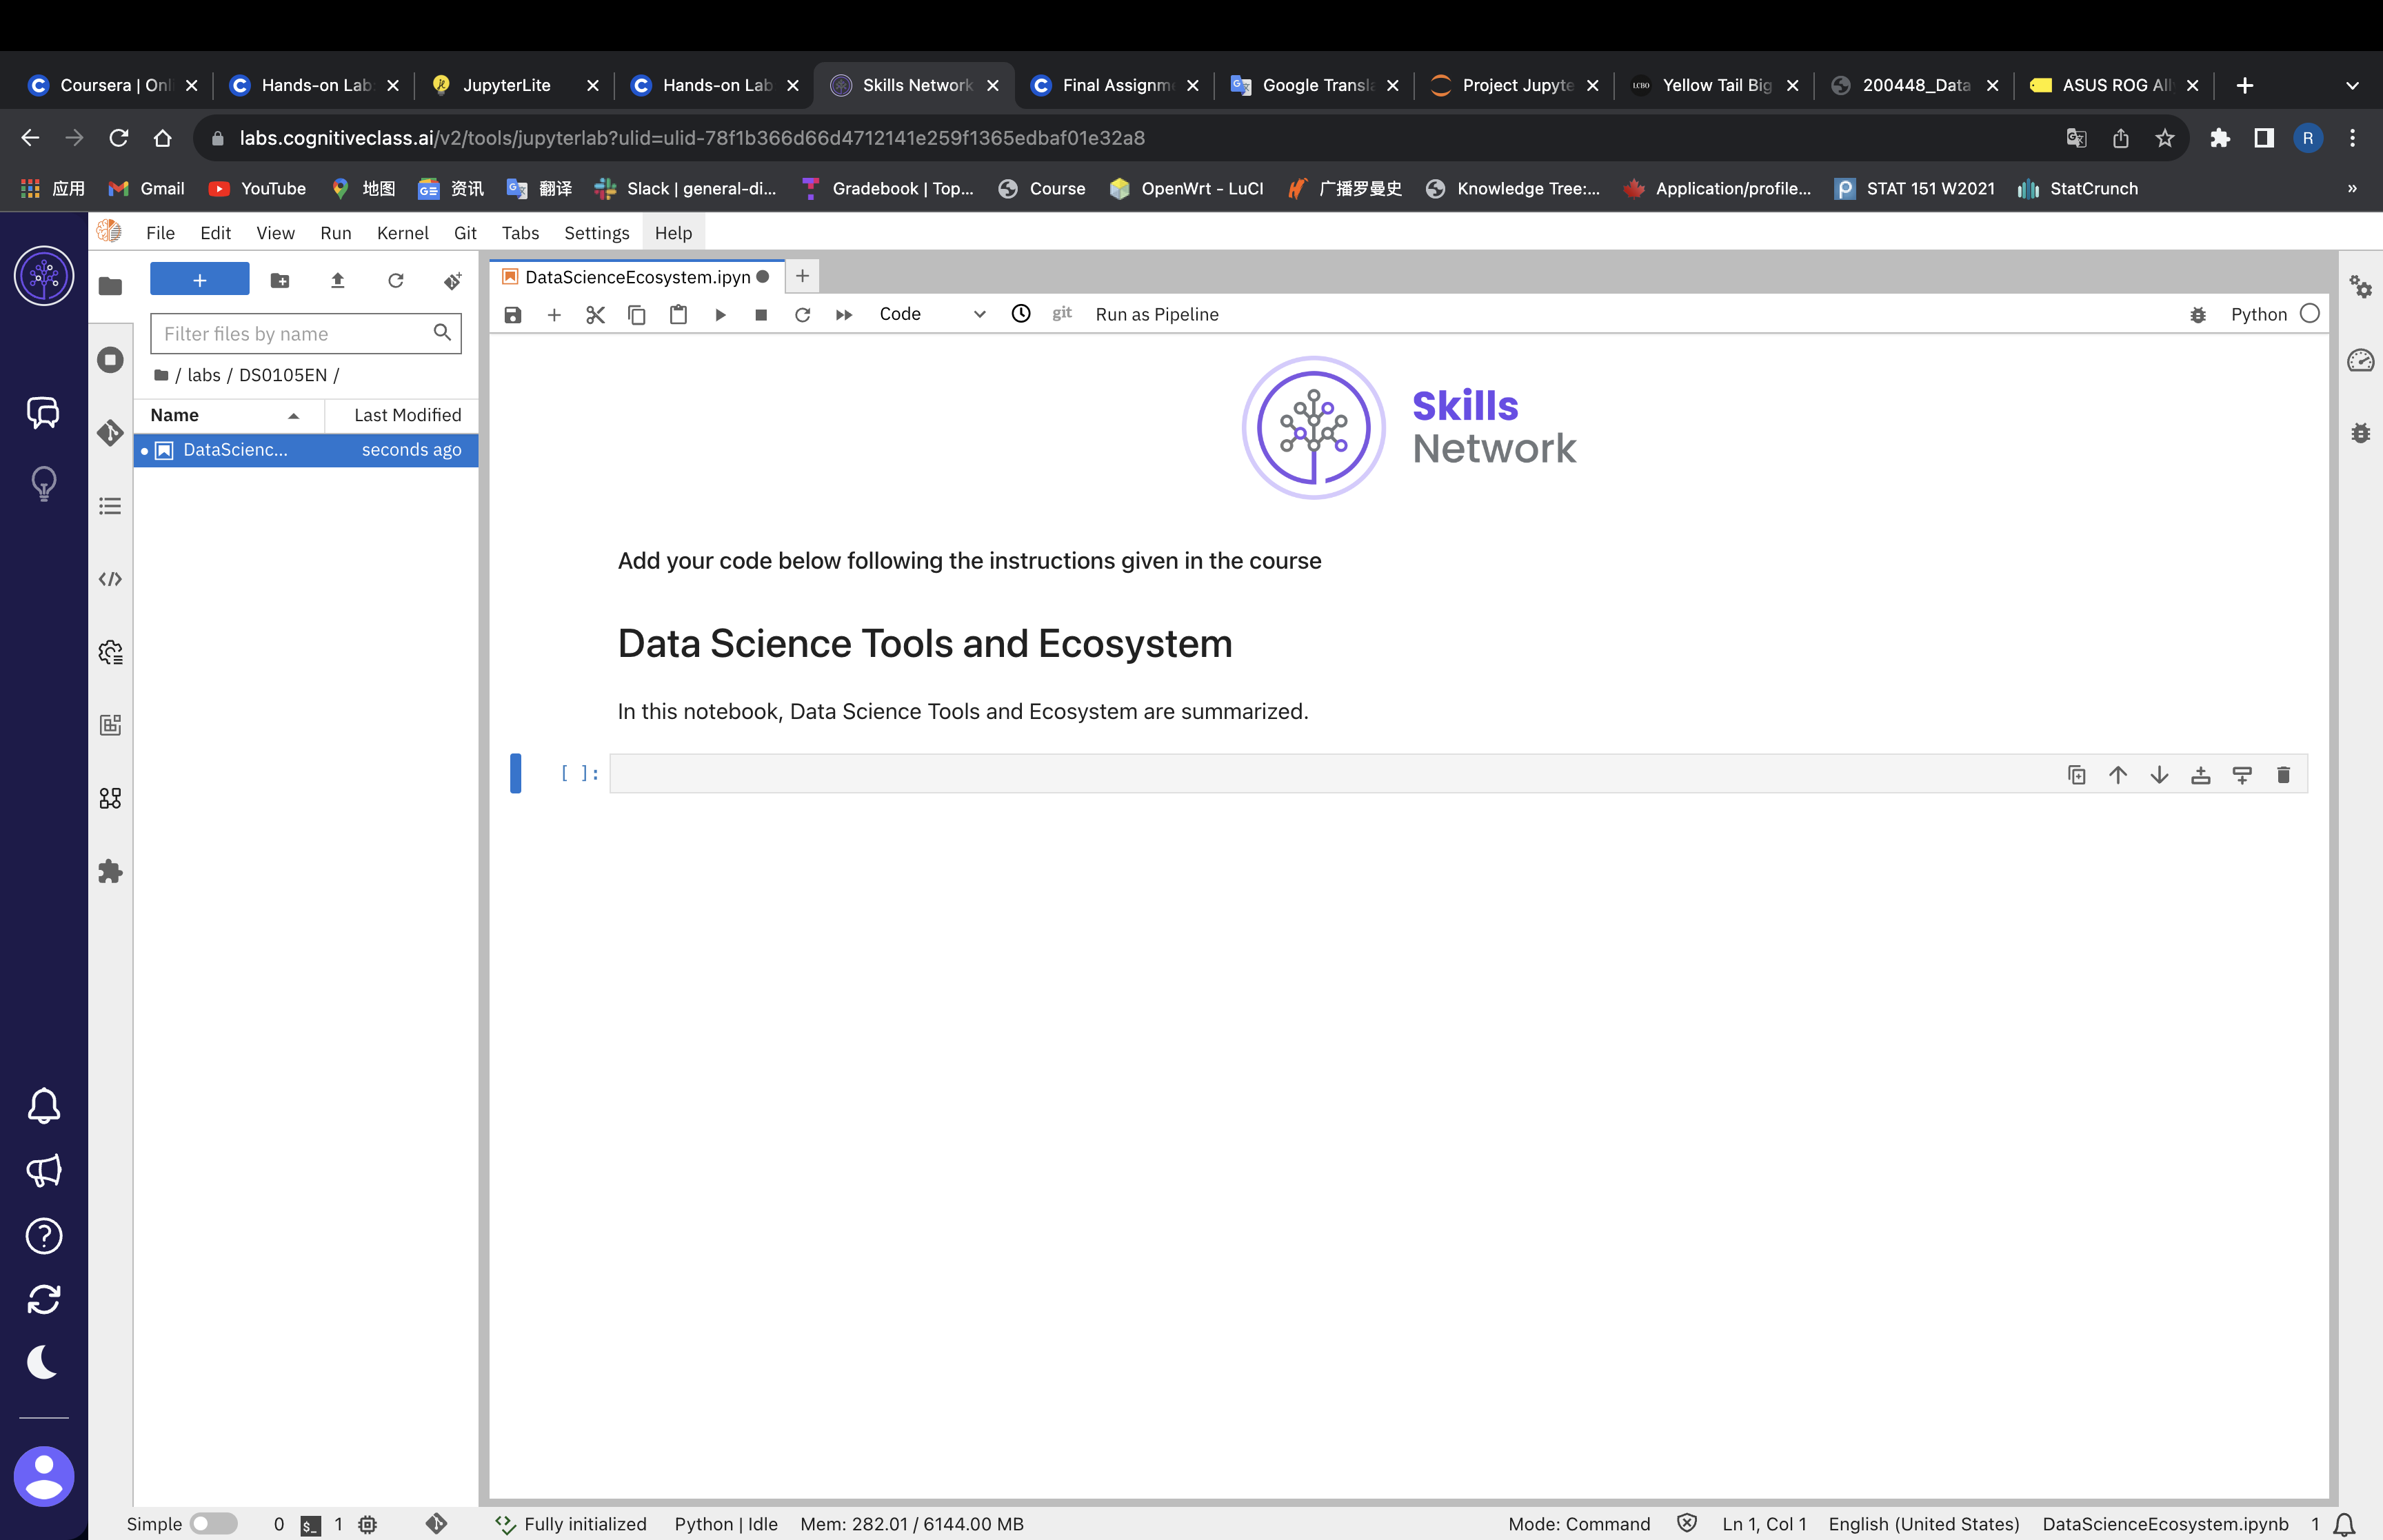 Coursera | Onl
Hands-on Lab
JupyterLite
Hands-on Lab
Skills Network
Final Assignme
Google Transla
Project Jupyte
LCBO
Yellow Tail Big
200448_Data
ASUS ROG All
labs.cognitiveclass.ai/v2/tools/jupyterlab?ulid=ulid-78f1b366d66d4712141e259f1365edbaf01e32a8
R
应用
Gmail
YouTube
地图
资讯
翻译
Slack | general-di...
Gradebook | Top...
Course
OpenWrt - LuCI
广播罗曼史
Knowledge Tree:...
Application/profile...
STAT 151 W2021
StatCrunch
»
File Edit View Run Kernel Git Tabs Settings Help
DataScienceEcosystem.ipyn
Code
git
Run as Pipeline
Python
Filter files by name
/ labs / DS0105EN /
Name
Last Modified
DataScienc...
seconds ago
Skills
Network
Add your code below following the instructions given in the course
Data Science Tools and Ecosystem
In this notebook, Data Science Tools and Ecosystem are summarized.
[ ]:
Simple
0
$_
1
Fully initialized
Python | Idle
Mem: 282.01 / 6144.00 MB
Mode: Command
Ln 1, Col 1
English (United States)
DataScienceEcosystem.ipynb
1